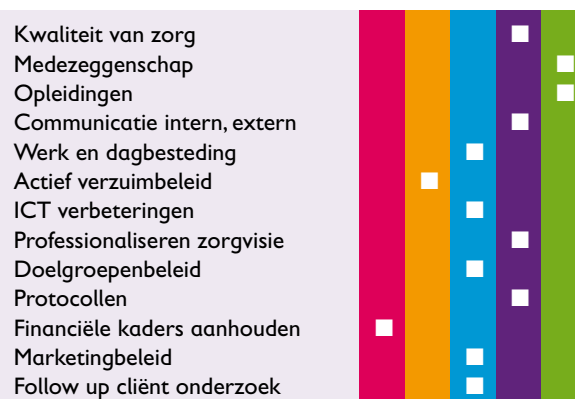 Kwaliteit van zorg
Medezeggenschap
Opleidingen
Communicatie intern, extern
Werk en dagbesteding
Actief verzuimbeleid
ICT verbeteringen
Professionaliseren zorgvisie
Doelgroepenbeleid
Protocollen
Financiële kaders aanhouden
Marketingbeleid
Follow up cliënt onderzoek